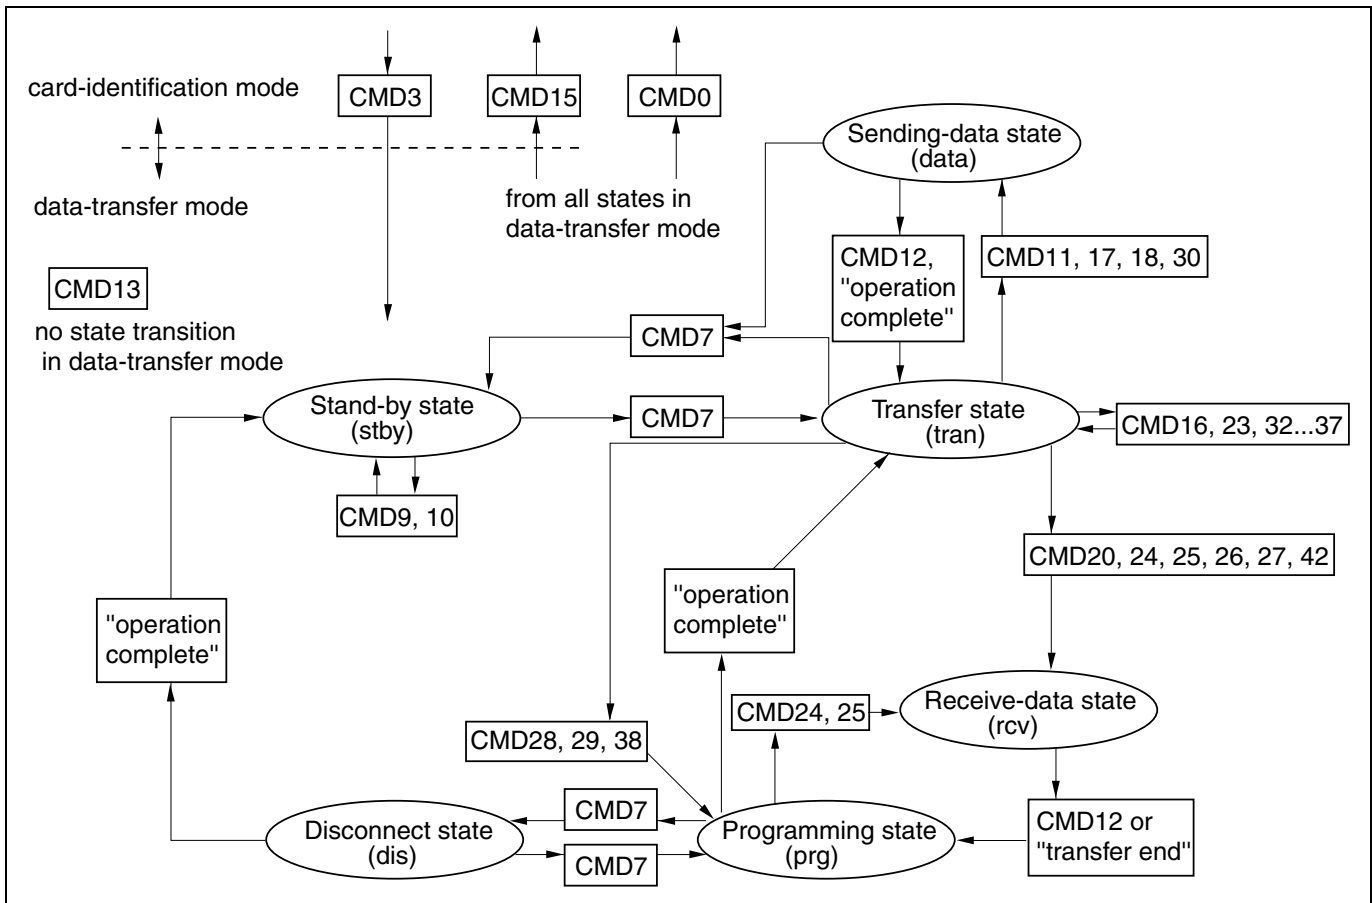 card-identification mode
CMD3
CMD15
CMD0
Sending-data state
(data)
data-transfer mode
from all states in
data-transfer mode
CMD12,
"operation
complete"
CMD11, 17, 18, 30
CMD13
no state transition
in data-transfer mode
CMD7
Stand-by state
(stby)
CMD7
Transfer state
(tran)
CMD16, 23, 32...37
CMD9, 10
CMD20, 24, 25, 26, 27, 42
"operation
complete"
"operation
complete"
Receive-data state
(rcv)
CMD24, 25
CMD28, 29, 38
CMD7
Disconnect state
(dis)
CMD7
Programming state
(prg)
CMD12 or
"transfer end"